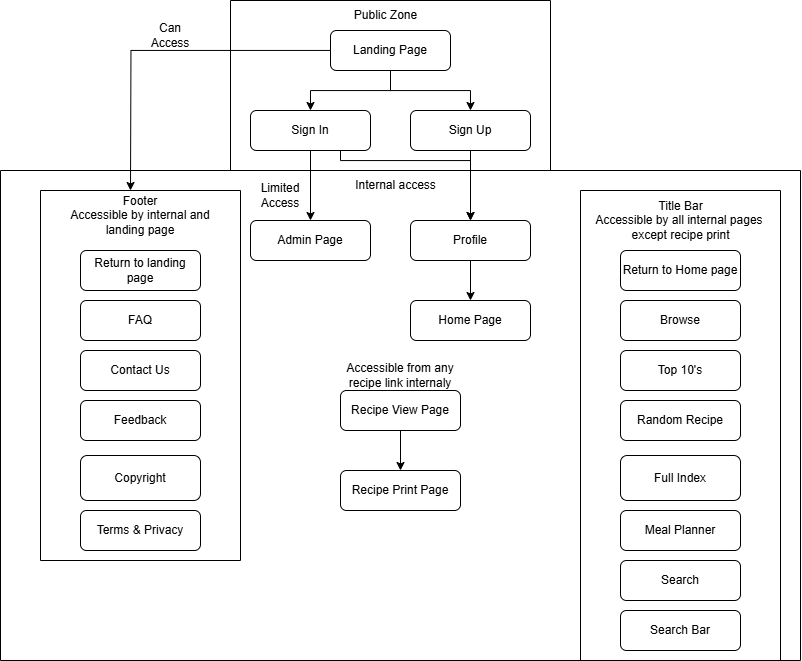 Public Zone
Can
Access
Landing Page
Sign In
Sign Up
Limited
Access
Internal access
Footer
Accessible by internal and
landing page
Return to landing
page
FAQ
Contact Us
Feedback
Copyright
Terms & Privacy
Admin Page
Profile
Home Page
Accessible from any
recipe link internaly
Recipe View Page
Recipe Print Page
Title Bar
Accessible by all internal pages
except recipe print
Return to Home page
Browse
Top 10's
Random Recipe
Full Index
Meal Planner
Search
Search Bar